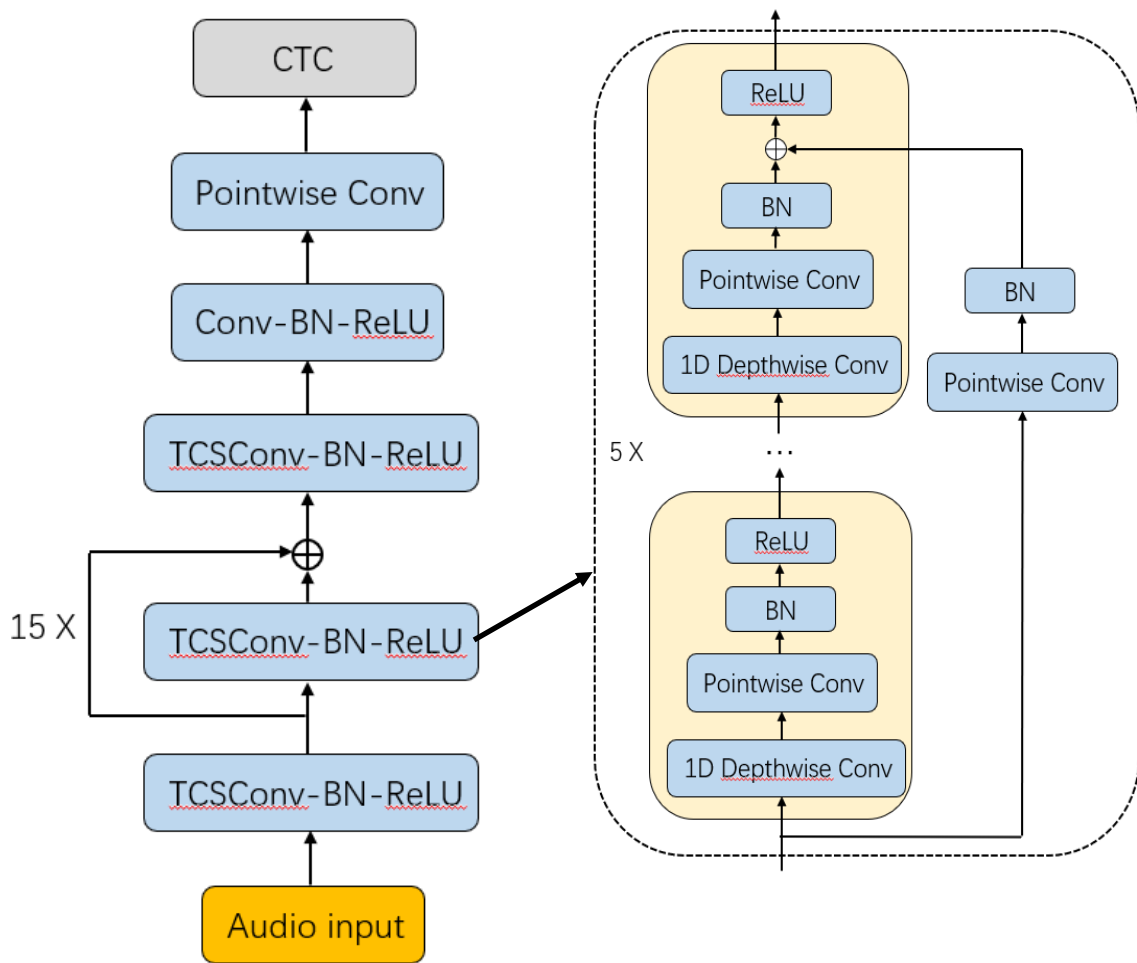 CTC
Pointwise Conv
Conv-BN-ReLU
TCSConv-BN-ReLU
15 X
TCSConv-BN-ReLU
TCSConv-BN-ReLU
Audio input
ReLU
BN
Pointwise Conv
1D Depthwise Conv
BN
Pointwise Conv
5 X
...
ReLU
BN
Pointwise Conv
1D Depthwise Conv